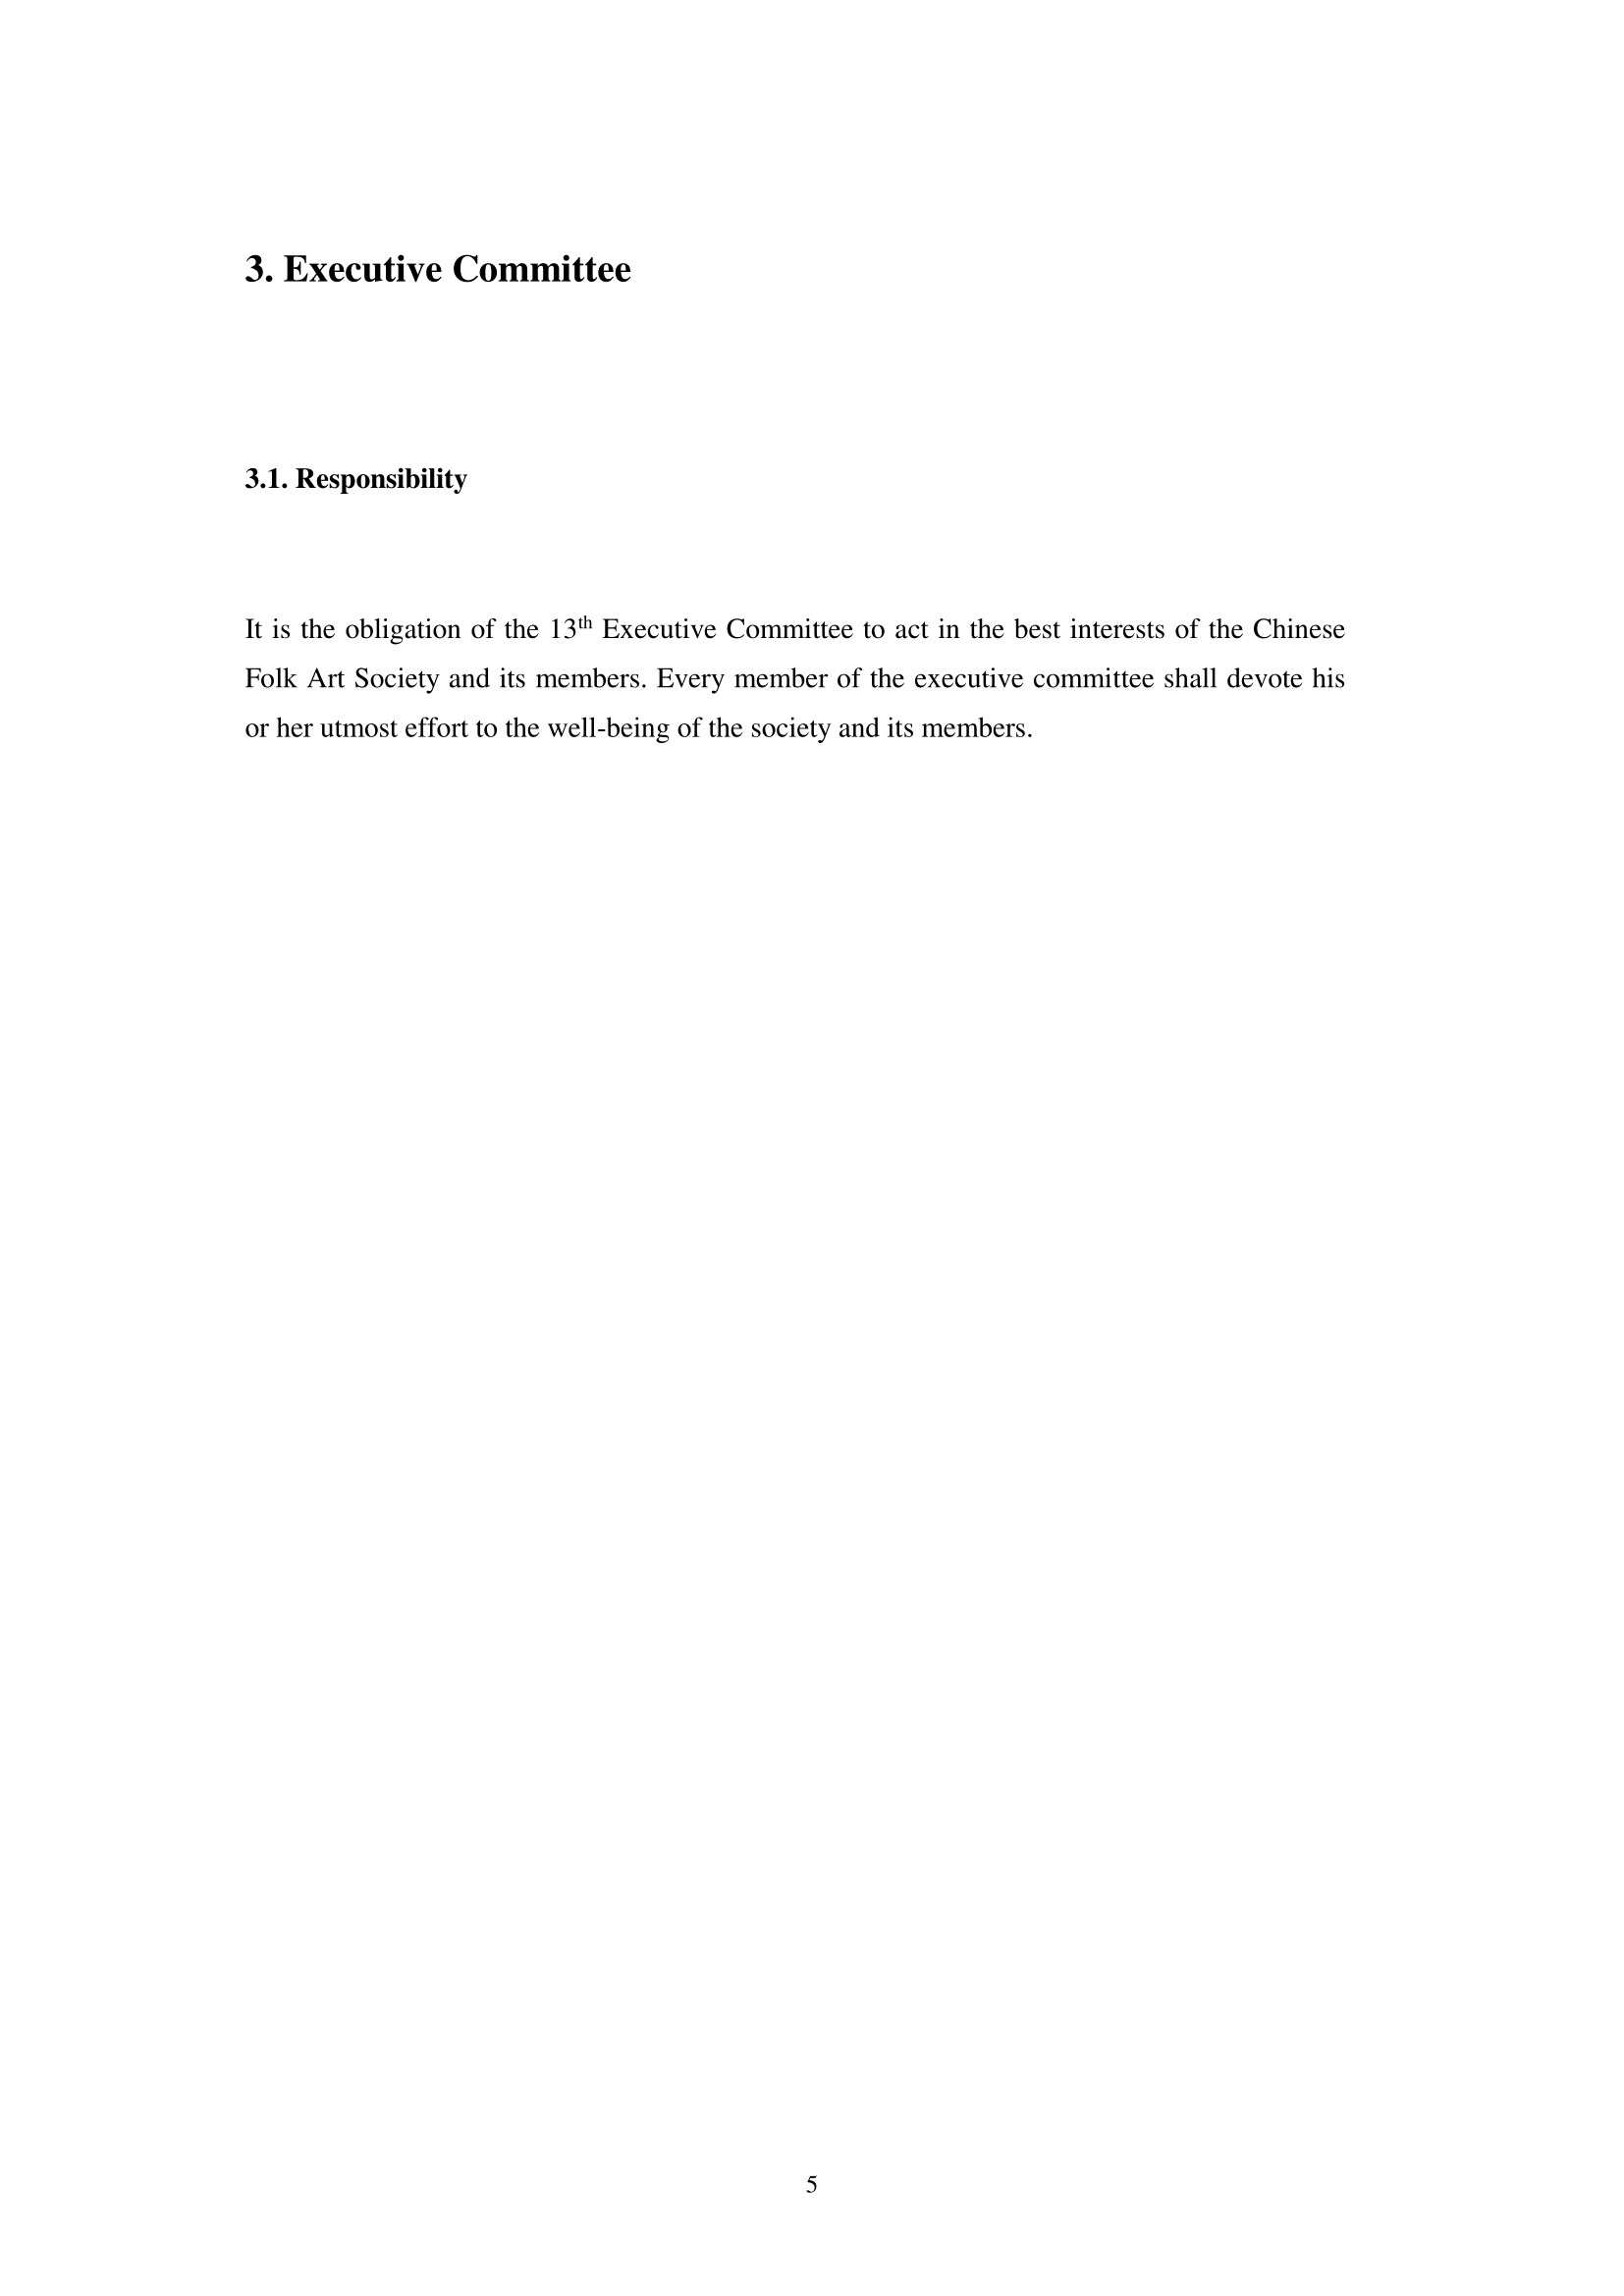 3. Executive Committee
3.1. Responsibility
It is the obligation of the 13th Executive Committee to act in the best interests of the Chinese
Folk Art Society and its members. Every member of the executive committee shall devote his
or her utmost effort to the well-being of the society and its members.
5